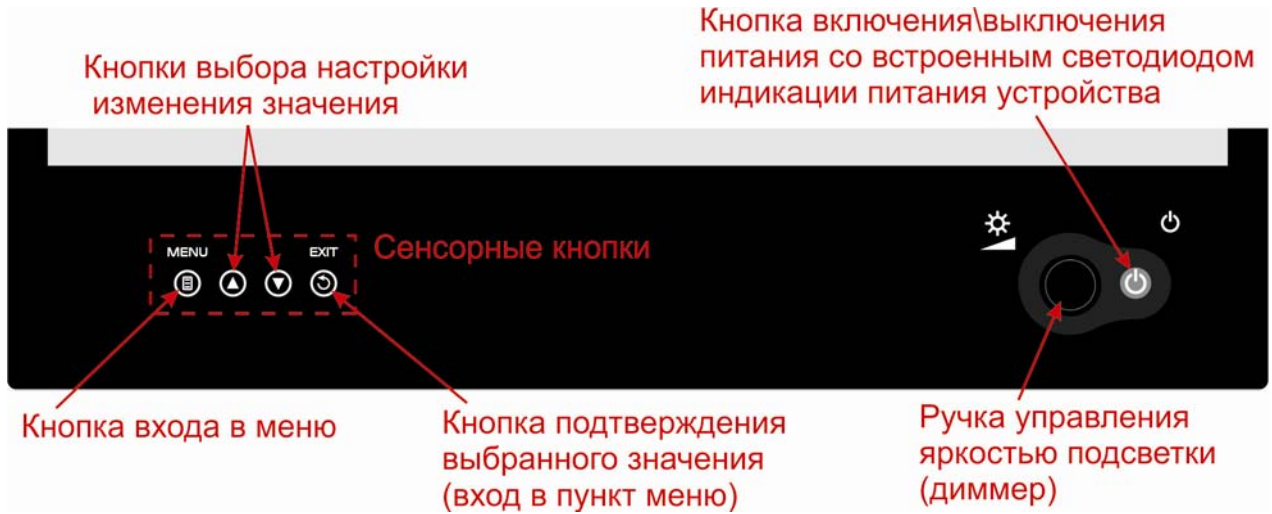 Кнопка включения\выключения
питания со встроенным светодиодом
индикации питания устройства
Кнопки выбора настройки
изменения значения
MENU
EXIT
Сенсорные кнопки
Кнопка входа в меню
Кнопка подтверждения
выбранного значения
(вход в пункт меню)
Ручка управления
яркостью подсветки
(диммер)